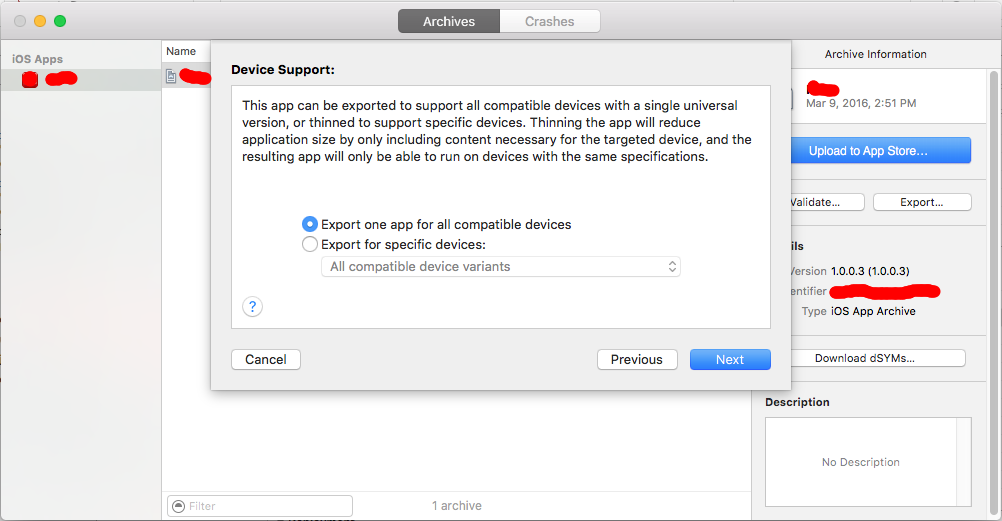 Archives
Crashes
iOS Apps
Name
Archive Information
Device Support:
This app can be exported to support all compatible devices with a single universal
version, or thinned to support specific devices. Thinning the app will reduce
application size by only including content necessary for the targeted device, and the
resulting app will only be able to run on devices with the same specifications.
Export one app for all compatible devices
Export for specific devices:
All compatible device variants
?
Cancel
Previous
Next
Mar 9, 2016, 2:51 PM
Upload to App Store...
Validate...
Export...
ils
Version 1.0.0.3 (1.0.0.3)
entifier
Type iOS App Archive
Download dSYMs...
Description
No Description
Filter
1 archive